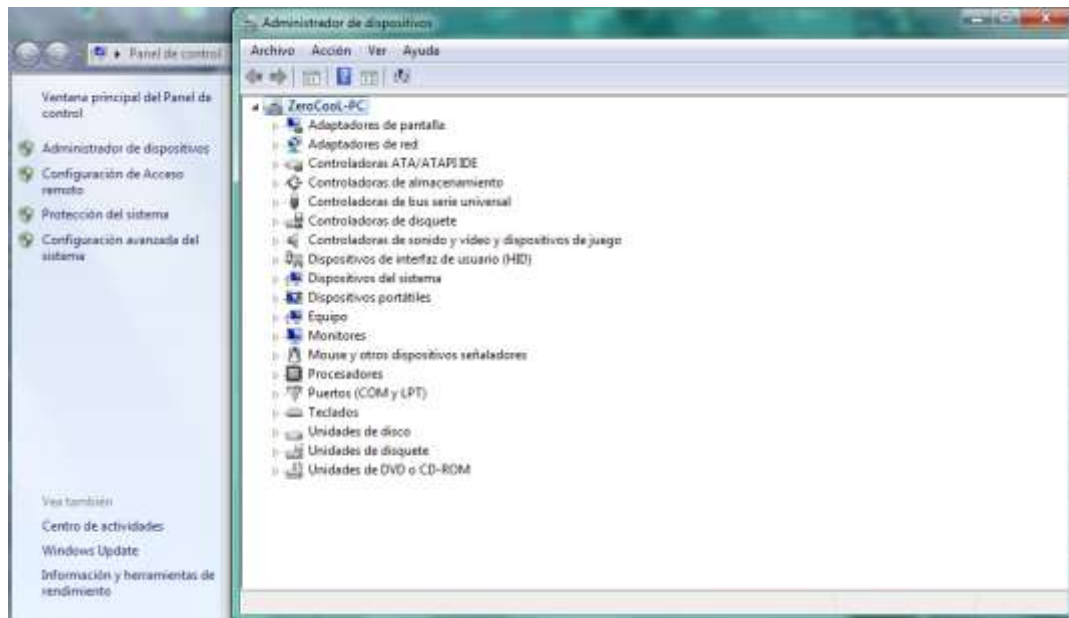 Administrador de dispositivos
Panel de control
Archivo Acción Ver Ayuda
Ventana principal del Panel de
control
Administrador de dispositivos
Configuración de Acceso
remoto
Protección del sistema
Configuración avanzada del
sistema
Vea también
Centro de actividades
Windows Update
Información y herramientas de
rendimiento
ZeroCooL-PC
Adaptadores de pantalla
Adaptadores de red
Controladoras ATA/ATAPI IDE
Controladoras de almacenamiento
Controladoras de bus serie universal
Controladoras de disquete
Controladoras de sonido y vídeo y dispositivos de juego
Dispositivos de interfaz de usuario (HID)
Dispositivos del sistema
Dispositivos portátiles
Equipo
Monitores
Mouse y otros dispositivos señaladores
Procesadores
Puertos (COM y LPT)
Teclados
Unidades de disco
Unidades de disquete
Unidades de DVD o CD-ROM